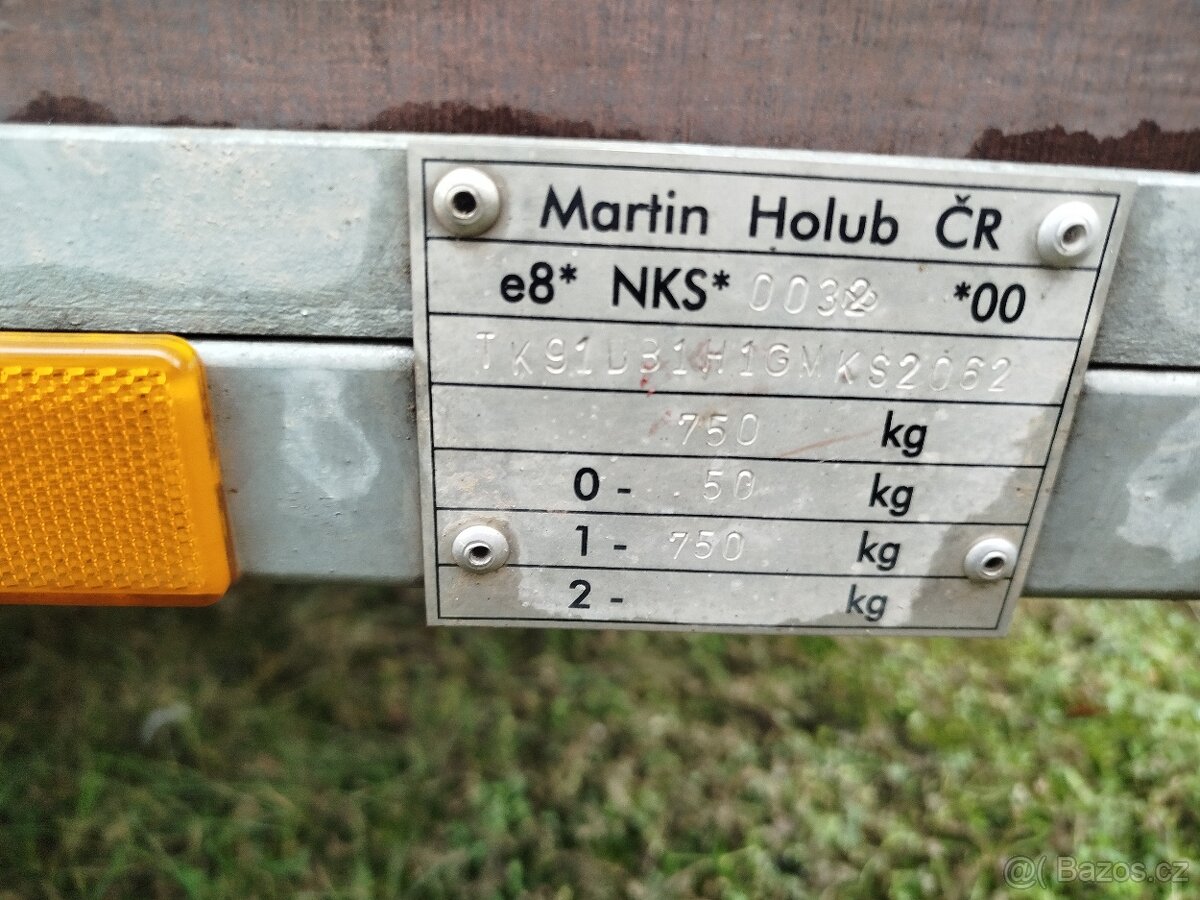 Martin Holub ČR
e8* NKS* 0032 *00
TK91DB1H1GMKS2062
750 kg
0 - 50 kg
1 - 750 kg
2 - kg
@( Bazos.cz